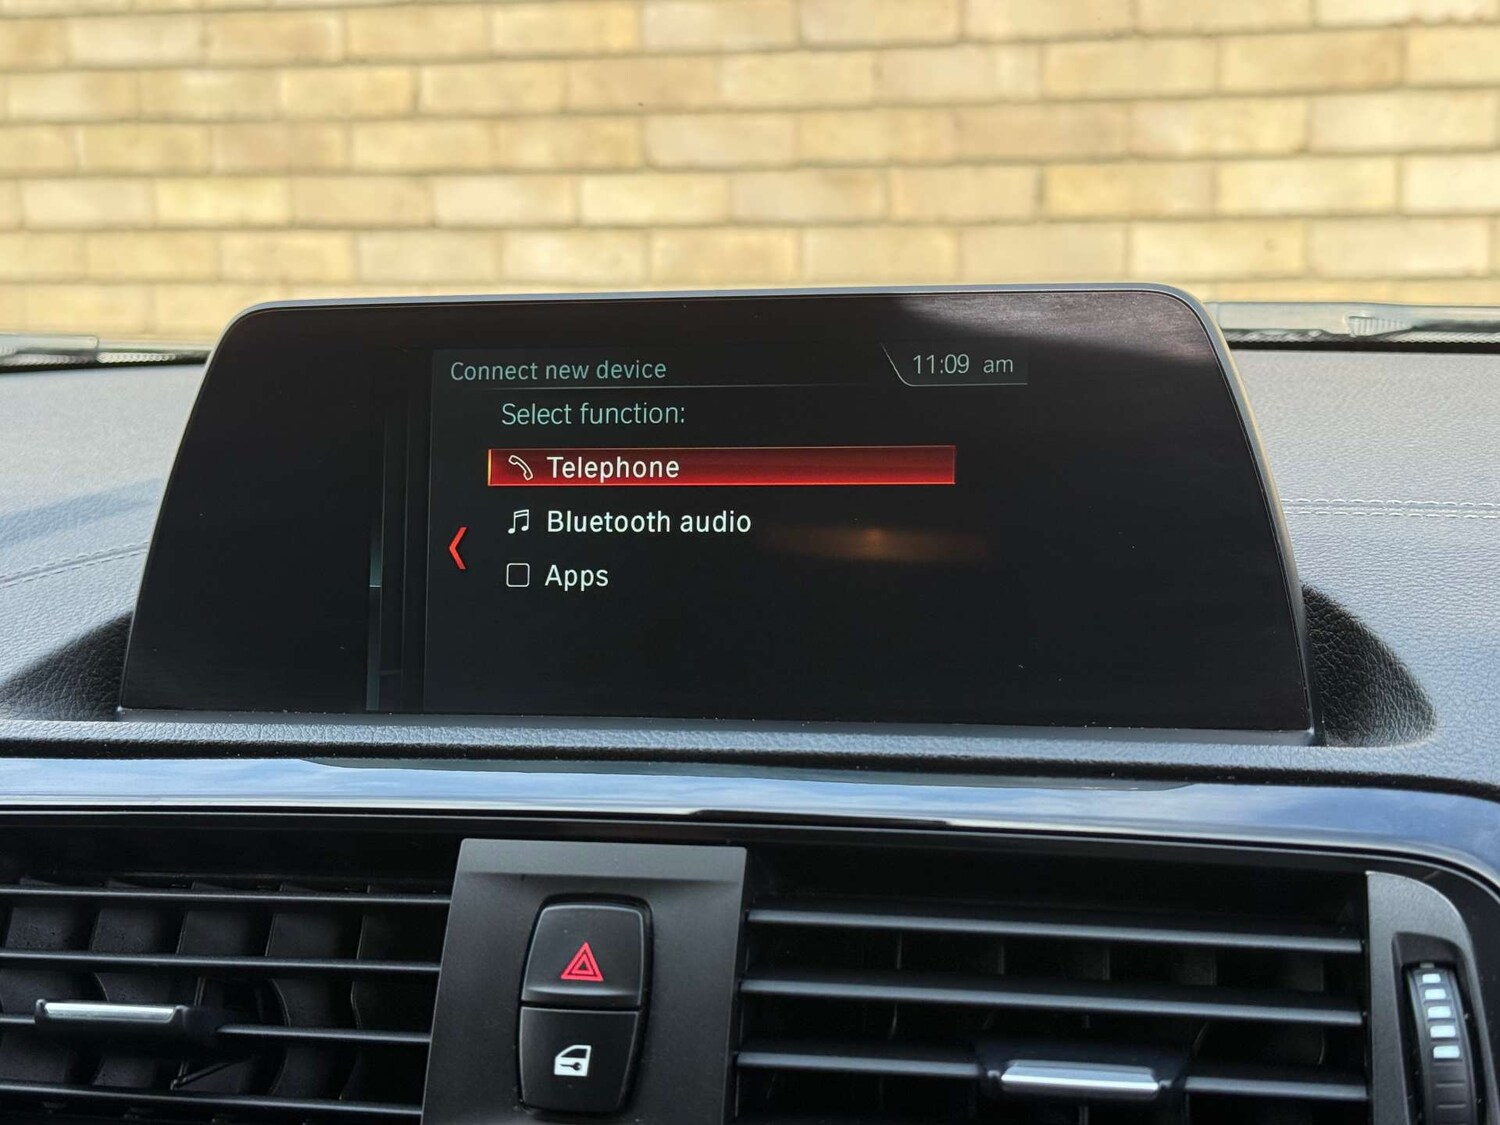 Connect new device
11:09 am
Select function:
Telephone
Bluetooth audio
Apps